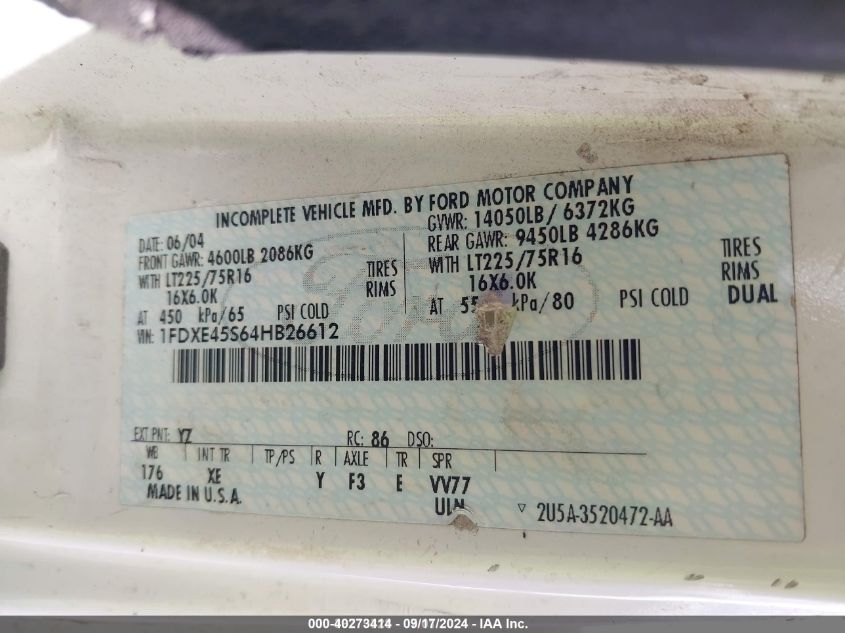 INCOMPLETE VEHICLE MFD. BY FORD MOTOR COMPANY
DATE: 06/04
GVWR: 14050LB/ 6372KG
FRONT GAWR: 4600LB 2086KG
REAR GAWR: 9450LB 4286KG
WITH LT225/75R16 TIRES
WITH LT225/75R16 TIRES
16X6.0K RIMS
16X6.0K RIMS
AT 450 kPa/65 PSI COLD
AT 55 kPa/80 PSI COLD DUAL
VIN: 1FDXE45S64HB26612
EXT PNT: YZ RC: 86 DSO:
WB INT TR TP/PS R AXLE TR SPR
176 XE Y F3 E VV77
MADE IN U.S.A.
▽ 2U5A-3520472-AA
000-40273414 - 09/17/2024 - IAA Inc.